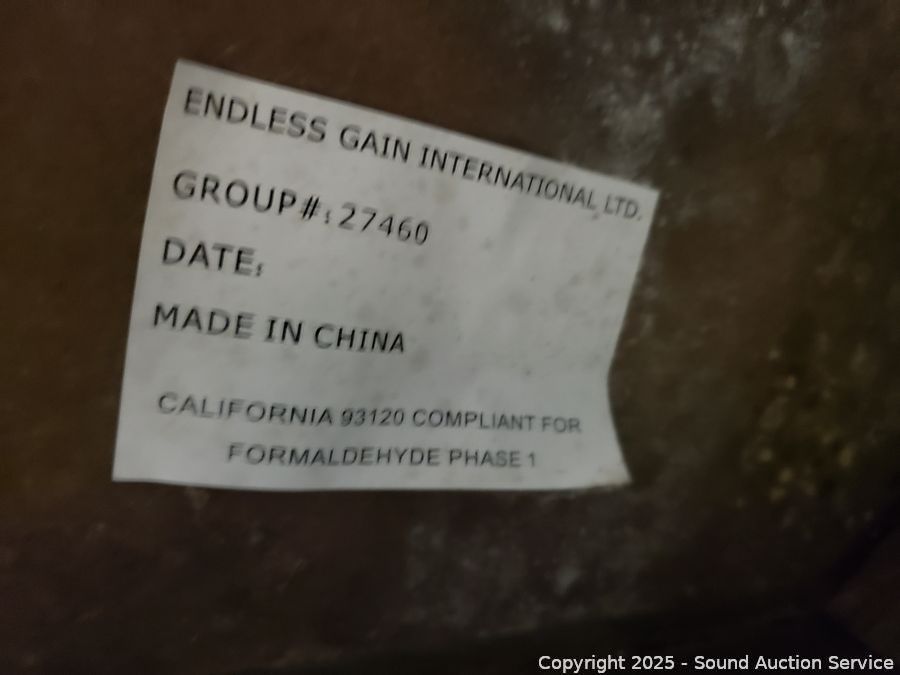 ENDLESS GAIN INTERNATIONAL LTD.
GROUP#:27460
DATE:
MADE IN CHINA
CALIFORNIA 93120 COMPLIANT FOR
FORMALDEHYDE PHASE 1
Copyright 2025 - Sound Auction Service